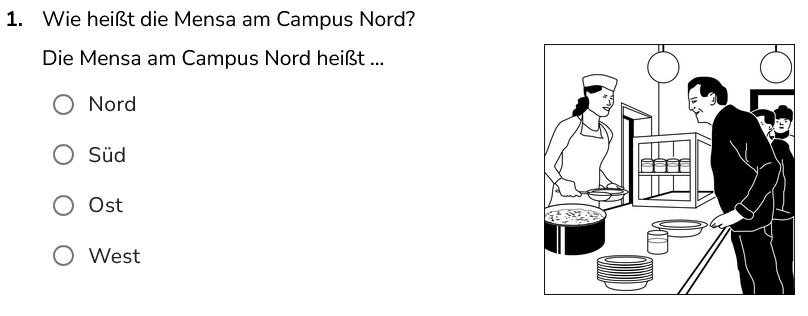 1. Wie heißt die Mensa am Campus Nord?
Die Mensa am Campus Nord heißt ...
Nord
Süd
Ost
West